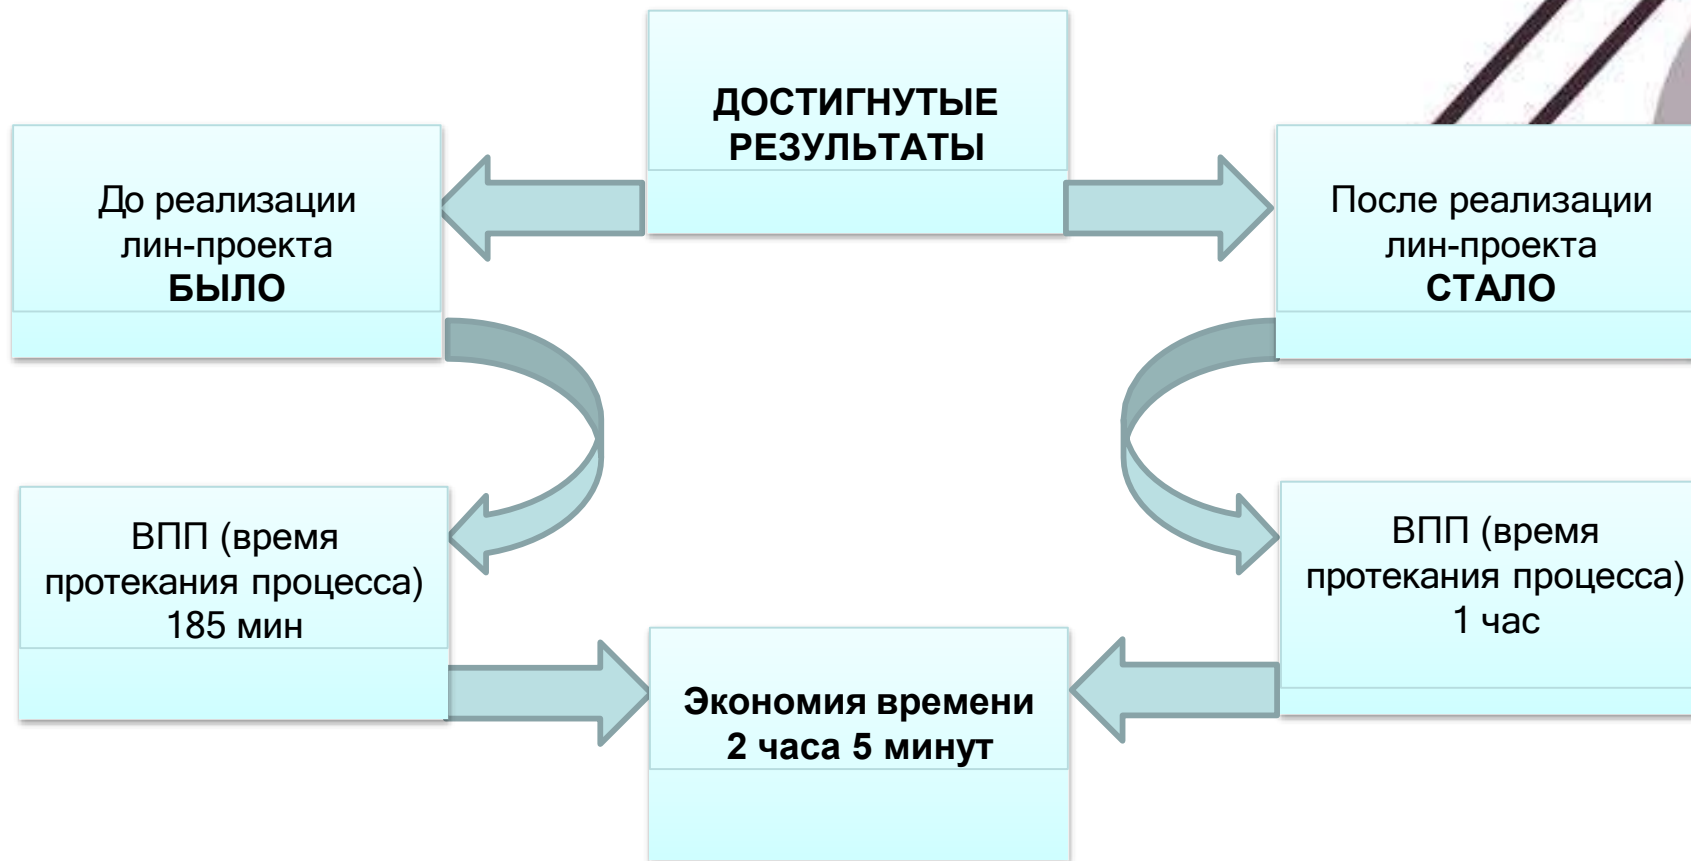 ДОСТИГНУТЫЕ
РЕЗУЛЬТАТЫ
До реализации
лин-проекта
БЫЛО
После реализации
лин-проекта
СТАЛО
ВПП (время
протекания процесса)
185 мин
ВПП (время
протекания процесса)
1 час
Экономия времени
2 часа 5 минут